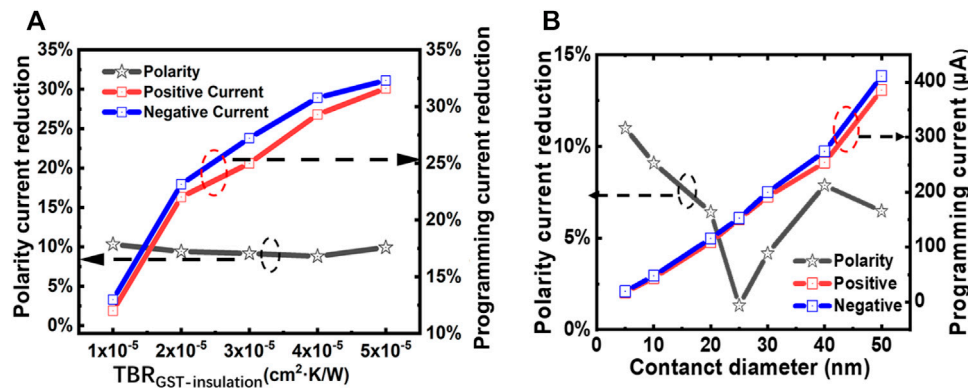 A
Polarity current reduction
35%
30%
25%
20%
15%
10%
5%
0%
Polarity
Positive Current
Negative Current
35%
30%
25%
20%
15%
10%
Programming current reduction
1x10-5
2x10-5
3x10-5
4x10-5
5x10-5
TBRGST-insulation(cm²·K/W)
B
Polarity current reduction
15%
10%
5%
0%
Polarity
Positive
Negative
400
300
200
100
0
Programming current (μA)
0
10
20
30
40
50
Contanct diameter (nm)